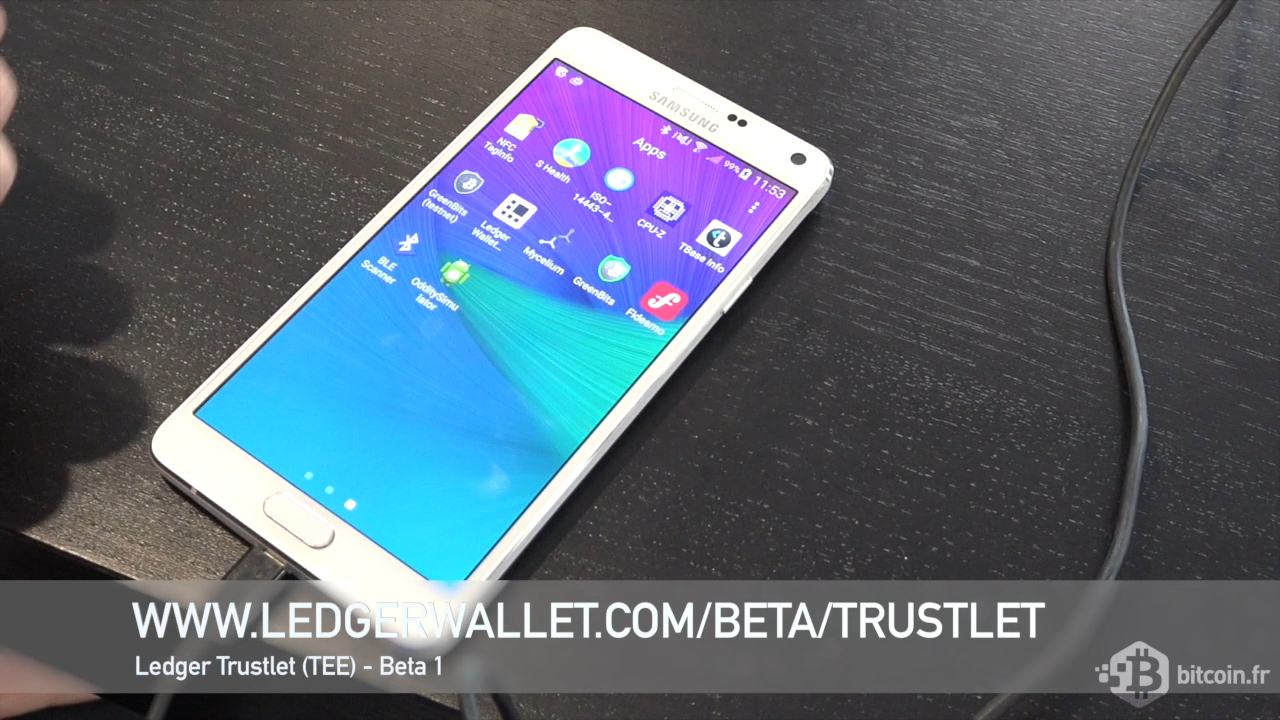 SAMSUNG
99% 11:53
Apps
NFC
TagInfo
S Health
ISO-
14443-4...
CPU-Z
TBase Info
GreenBits
(testnet)
Ledger
Wallet...
Mycelium
GreenBits
Fidesmo
BLE
Scanner
OdditySimu
lator
WWW.LEDGERWALLET.COM/BETA/TRUSTLET
Ledger Trustlet (TEE) - Beta 1
bitcoin.fr